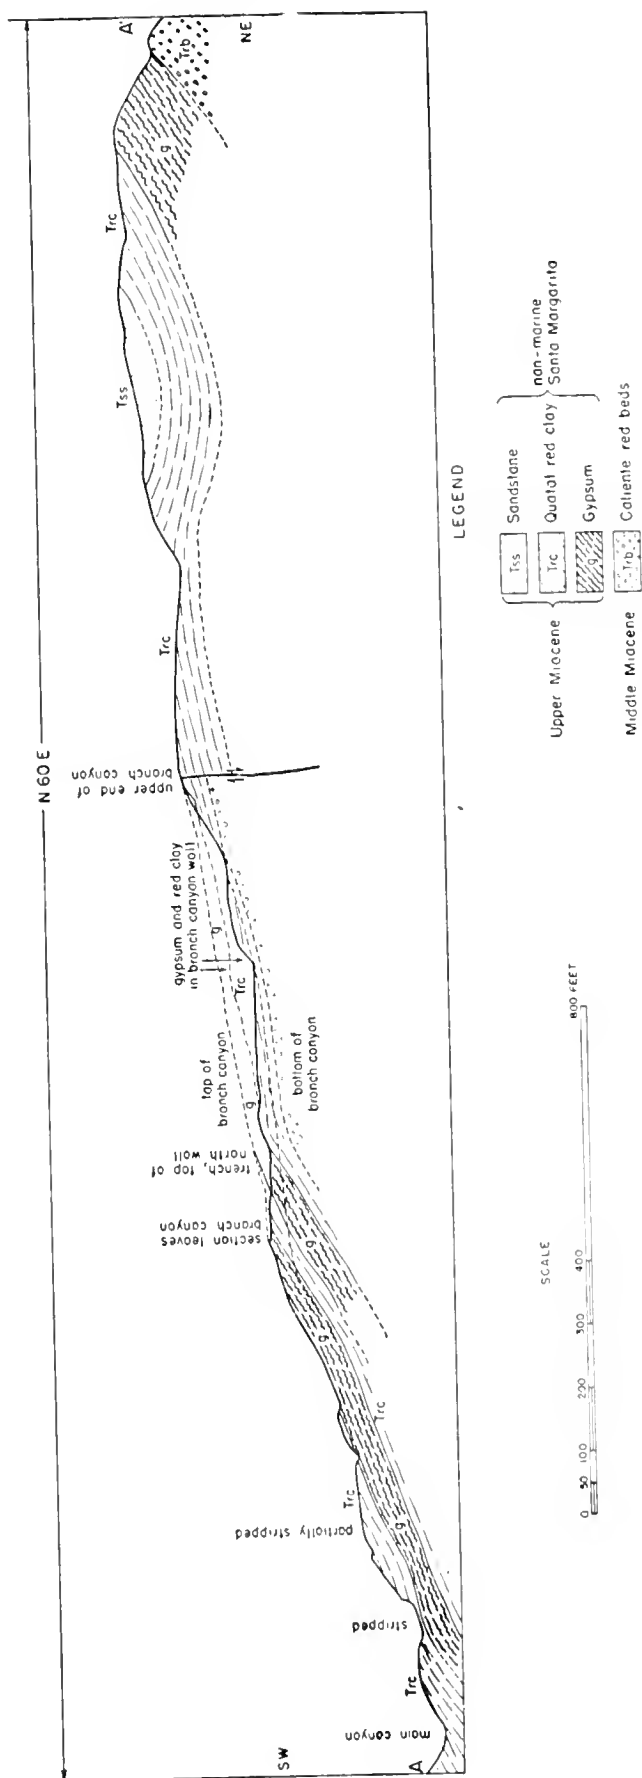 N 60 E
A'
NE
Trb
g
Trc
Tss
Trc
upper end of
branch canyon
gypsum and red clay
in branch canyon wall
g
Trc
top of
branch canyon
g
bottom of
branch canyon
trench, top of
north wall
section leaves
branch canyon
g
g
Trc
Trc
partially stripped
g
stripped
Trc
main canyon
SW
A
SCALE
0 50 100 200 300 400 800 FEET
LEGEND
Upper Miocene
Tss Sandstone
Trc Quatal red clay
g Gypsum
non-marine
Santa Margarita
Middle Miocene
Trb Caliente red beds